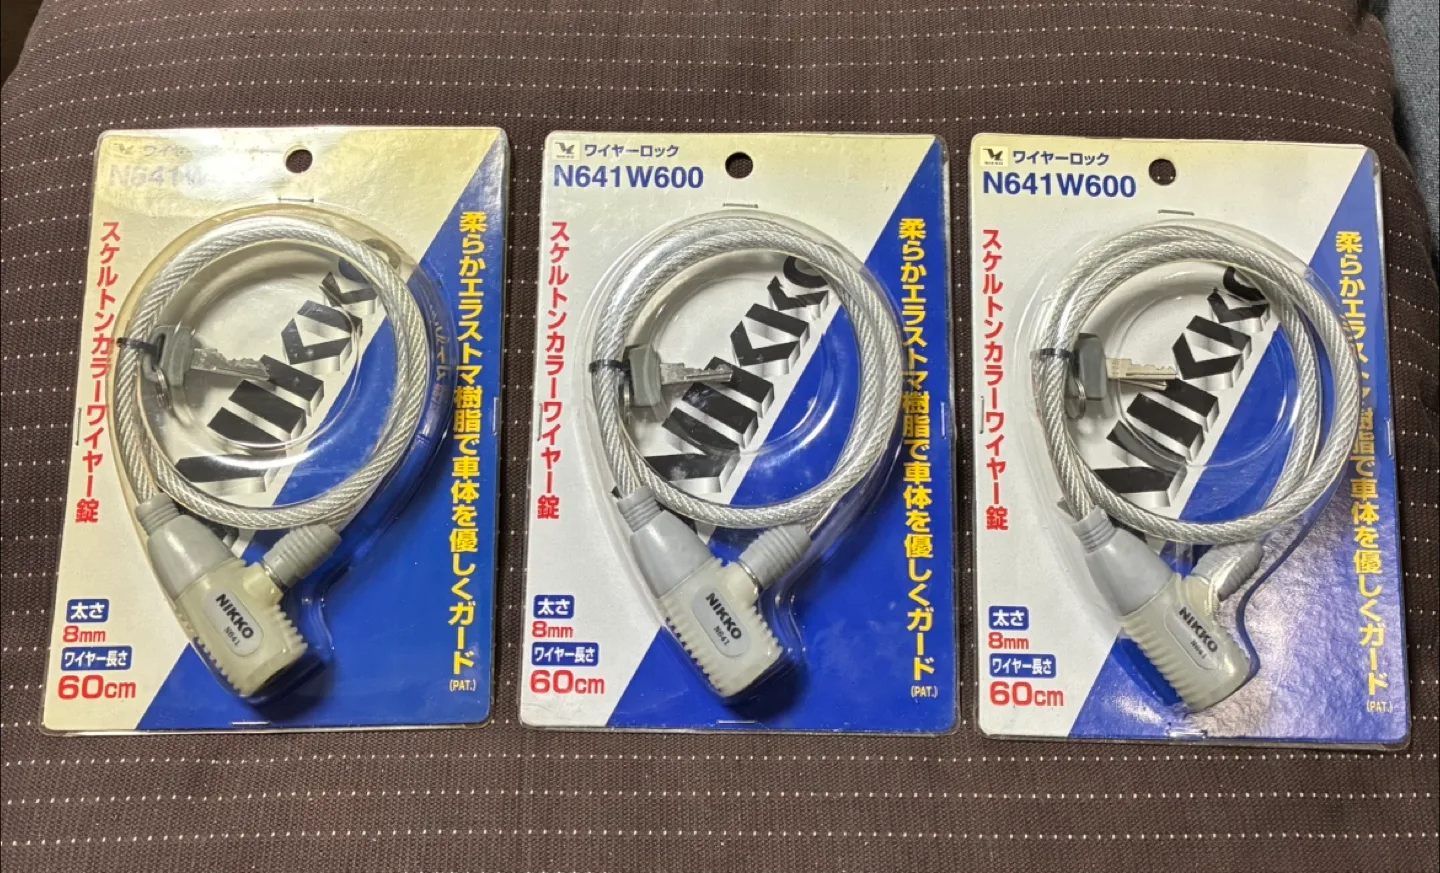 ワイヤー
N641W
スケルトンカラーワイヤー錠
柔らかエラストマ樹脂で車体を優しくガード
(PAT.)
NIKKO
NIKKO
N641
太さ
8mm
ワイヤー長さ
60cm
ワイヤーロック
N641W600
スケルトンカラーワイヤー錠
柔らかエラストマ樹脂で車体を優しくガード
(PAT.)
NIKKO
NIKKO
N641
太さ
8mm
ワイヤー長さ
60cm
ワイヤーロック
N641W600
スケルトンカラーワイヤー錠
柔らかエラストマ樹脂で車体を優しくガード
(PAT.)
NIKKO
NIKKO
N641
太さ
8mm
ワイヤー長さ
60cm